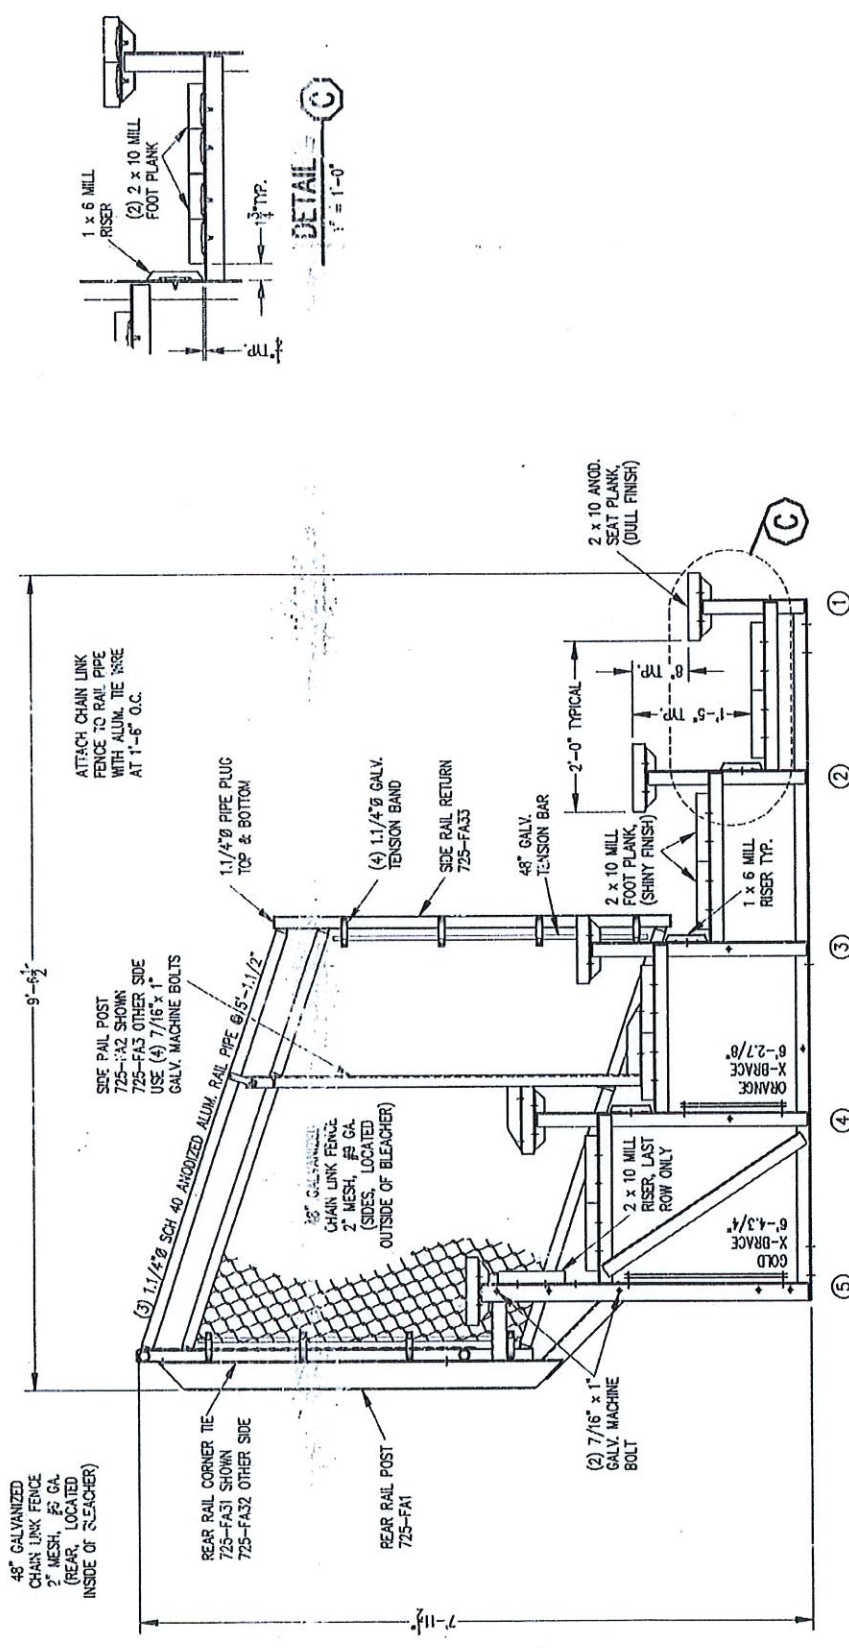 48" GALVANIZED
CHAIN LINK FENCE
2" MESH, #9 GA.
(REAR, LOCATED
INSIDE OF BLEACHER)
REAR RAIL CORNER TIE
725-FA31 SHOWN
725-FA32 OTHER SIDE
REAR RAIL POST
725-FA1
7'-11½"
9'-6½"
SIDE RAIL POST
725-FA2 SHOWN
725-FA3 OTHER SIDE
USE (4) 7/16" x 1"
GALV. MACHINE BOLTS
(3) 1.1/4"Ø SCH 40 ANODIZED ALUM. RAIL PIPE @15'-1.1/2"
ATTACH CHAIN LINK
FENCE TO RAIL PIPE
WITH ALUM. TIE WIRE
AT 1'-6" O.C.
1.1/4"Ø PIPE PLUG
TOP & BOTTOM
(4) 1.1/4"Ø GALV.
TENSION BAND
SIDE RAIL RETURN
725-FA33
48" GALV.
TENSION BAR
48" GALVANIZED
CHAIN LINK FENCE
2" MESH, #9 GA.
(SIDES, LOCATED
OUTSIDE OF BLEACHER)
2 x 10 MILL
RISER, LAST
ROW ONLY
(2) 7/16" x 1"
GALV. MACHINE
BOLT
GOLD
X-BRACE
6'-4.3/4"
ORANGE
X-BRACE
6'-2.7/8"
2 x 10 MILL
FOOT PLANK,
(SHINY FINISH)
1 x 6 MILL
RISER TYP.
2'-0" TYPICAL
8" TYP.
1'-5" TYP.
2 x 10 ANOD.
SEAT PLANK,
(DULL FINISH)
C
5
4
3
2
1
1 x 6 MILL
RISER
(2) 2 x 10 MILL
FOOT PLANK
TYP.
1¾" TYP.
DETAIL C
1" = 1'-0"